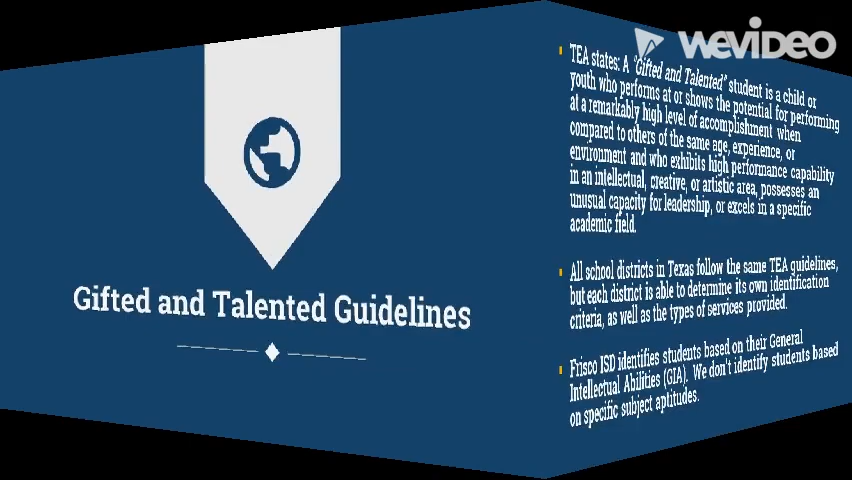 WEVIDEO
Gifted and Talented Guidelines
TEA states: A "Gifted and Talented" student is a child or
youth who performs at or shows the potential for performing
at a remarkably high level of accomplishment when
compared to others of the same age, experience, or
environment and who exhibits high performance capability
in an intellectual, creative, or artistic area, possesses an
unusual capacity for leadership, or excels in a specific
academic field.
All school districts in Texas follow the same TEA guidelines,
but each district is able to determine its own identification
criteria, as well as the types of services provided.
Frisco ISD identifies students based on their General
Intellectual Abilities (GIA). We don't identify students based
on specific subject aptitudes.